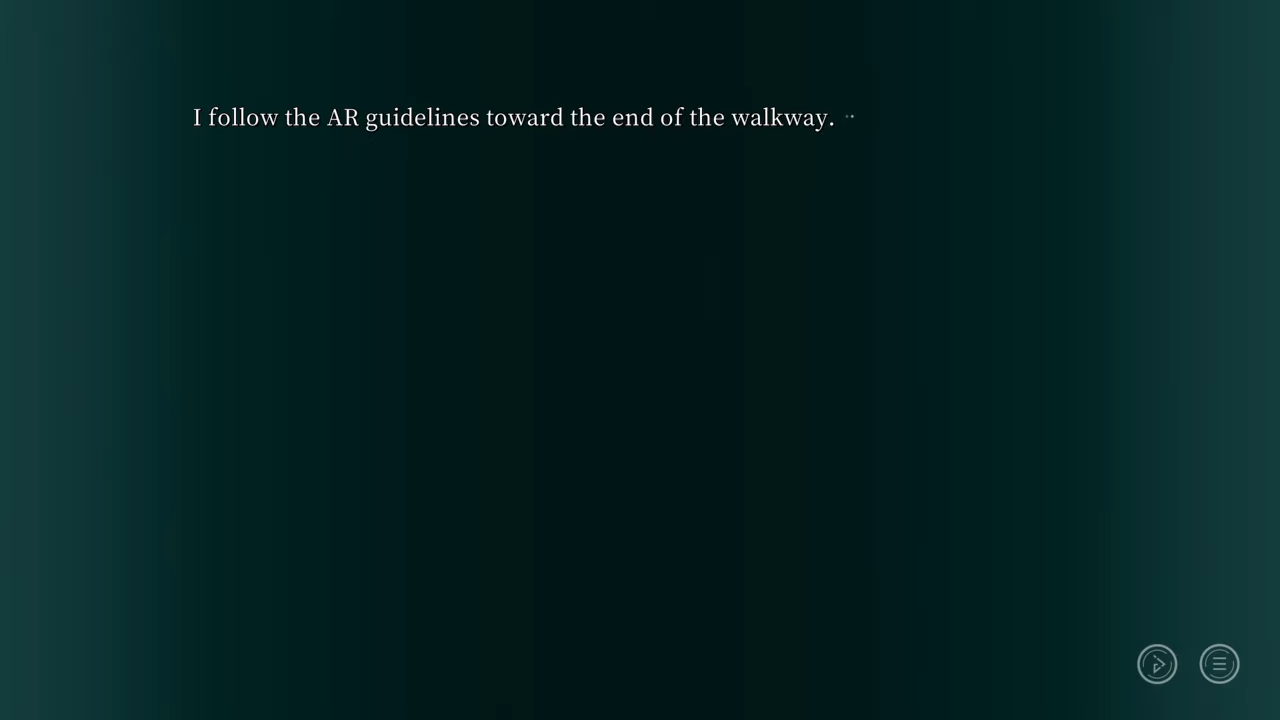 I follow the AR guidelines toward the end of the walkway.